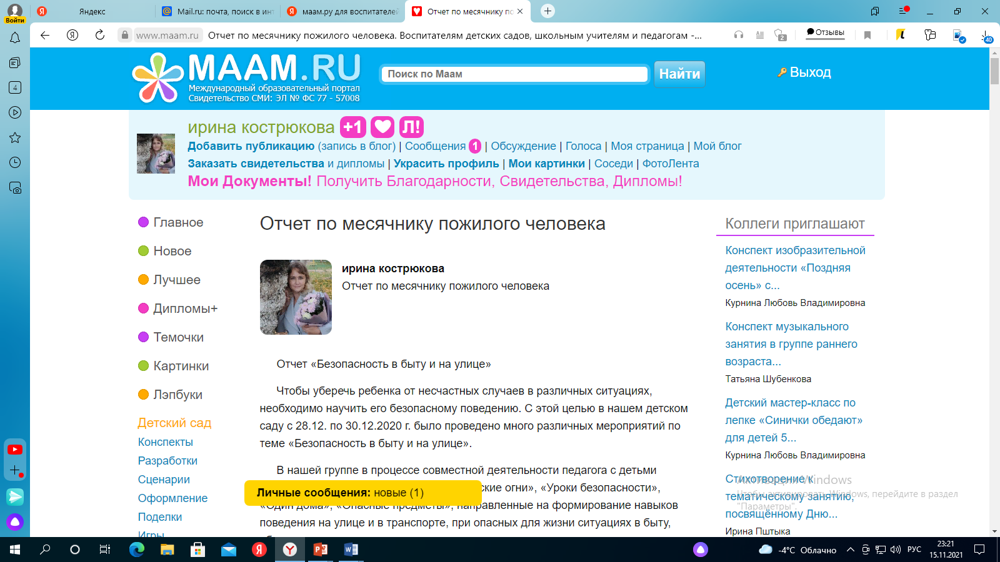 Войти
Яндекс
Mail.ru: почта, поиск в инт
маам.ру для воспитателей
Отчет по месячнику по
www.maam.ru
Отчет по месячнику пожилого человека. Воспитателям детских садов, школьным учителям и педагогам -...
2
Отзывы
40
4
МААМ.RU
Международный образовательный портал
Свидетельство СМИ: ЭЛ № ФС 77 - 57008
Поиск по Маам
Найти
Выход
ирина кострюкова +1 Л!
Добавить публикацию (запись в блог) | Сообщения 1 | Обсуждение | Голоса | Моя страница | Мой блог
Заказать свидетельства и дипломы | Украсить профиль | Мои картинки | Соседи | ФотоЛента
Мои Документы! Получить Благодарности, Свидетельства, Дипломы!
Главное
Новое
Лучшее
Дипломы+
Темочки
Картинки
Лэпбуки
Детский сад
Конспекты
Разработки
Сценарии
Оформление
Поделки
Игры
Отчет по месячнику пожилого человека
ирина кострюкова
Отчет по месячнику пожилого человека
Отчет «Безопасность в быту и на улице»
Чтобы уберечь ребенка от несчастных случаев в различных ситуациях,
необходимо научить его безопасному поведению. С этой целью в нашем детском
саду с 28.12. по 30.12.2020 г. было проведено много различных мероприятий по
теме «Безопасность в быту и на улице».
В нашей группе в процессе совместной деятельности педагога с детьми
ские огни», «Уроки безопасности»,
Личные сообщения: новые (1)
«Один дома», «Опасные предметы», направленные на формирование навыков
поведения на улице и в транспорте, при опасных для жизни ситуациях в быту,
Коллеги приглашают
Конспект изобразительной
деятельности «Поздняя
осень» с...
Курнина Любовь Владимировна
Конспект музыкального
занятия в группе раннего
возраста...
Татьяна Шубенкова
Детский мастер-класс по
лепке «Синички обедают»
для детей 5...
Курнина Любовь Владимировна
Стихотворение к
тематическому занятию,
посвящённому Дню...
Ирина Пштыка
Активация Windows
Чтобы активировать Windows, перейдите в раздел
"Параметры".
-4°C Облачно
РУС
23:21
15.11.2021